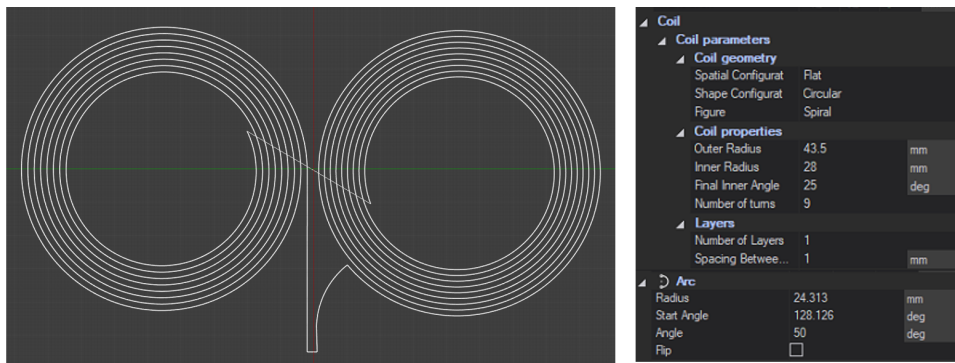 Coil
Coil parameters
Coil geometry
Spatial Configurat Flat
Shape Configurat Circular
Figure Spiral
Coil properties
Outer Radius 43.5 mm
Inner Radius 28 mm
Final Inner Angle 25 deg
Number of turns 9
Layers
Number of Layers 1
Spacing Betwee... 1 mm
Arc
Radius 24.313 mm
Start Angle 128.126 deg
Angle 50 deg
Flip